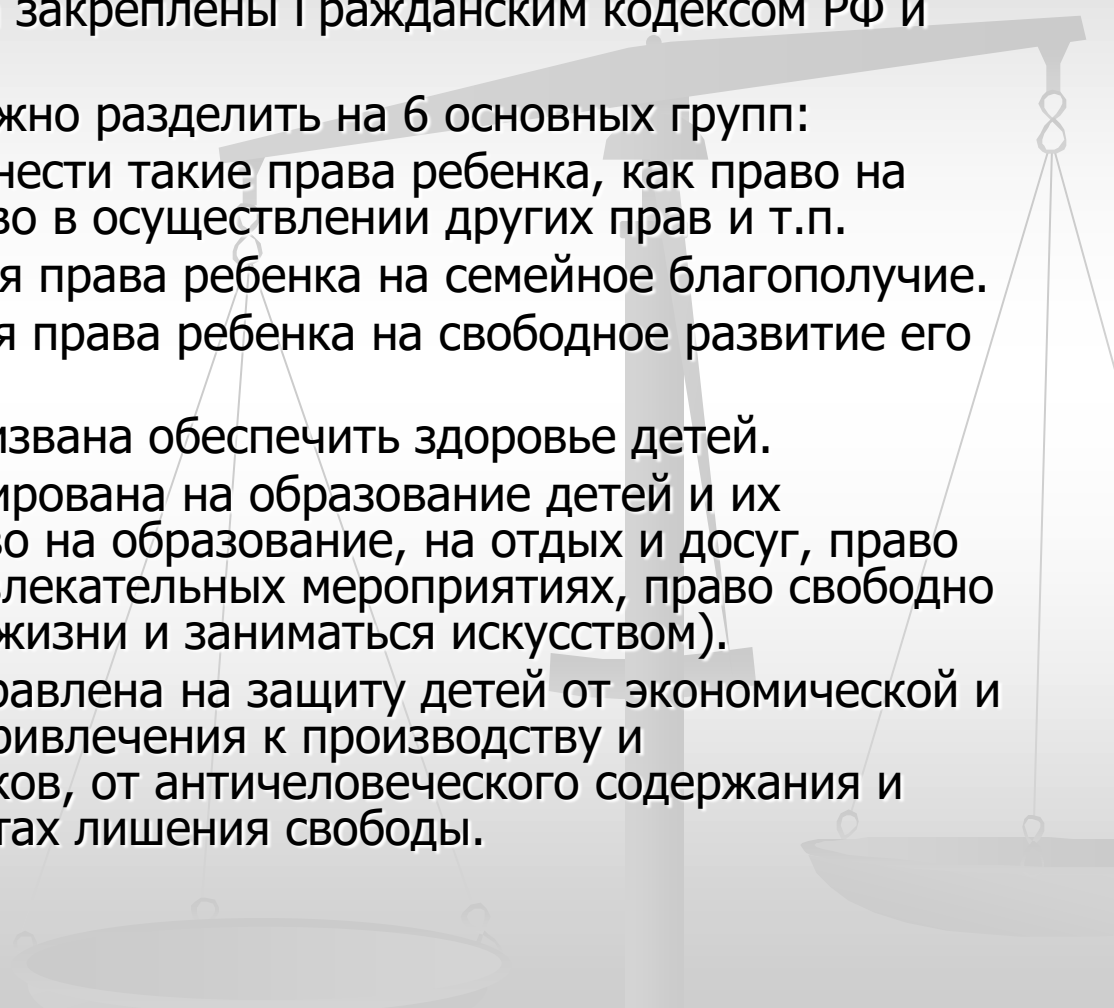 закреплены Гражданским кодексом РФ и
жно разделить на 6 основных групп:
нести такие права ребенка, как право на
во в осуществлении других прав и т.п.
я права ребенка на семейное благополучие.
я права ребенка на свободное развитие его
извана обеспечить здоровье детей.
ирована на образование детей и их
во на образование, на отдых и досуг, право
влекательных мероприятиях, право свободно
жизни и заниматься искусством).
равлена на защиту детей от экономической и
ривлечения к производству и
ков, от античеловеческого содержания и
тах лишения свободы.